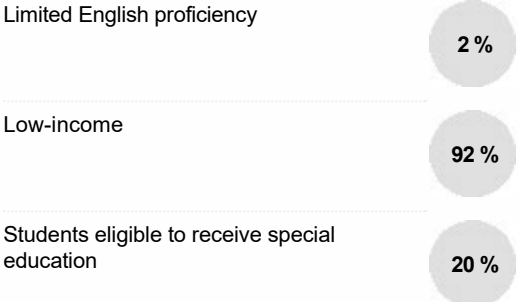 Limited English proficiency
2 %
Low-income
92 %
Students eligible to receive special
education
20 %